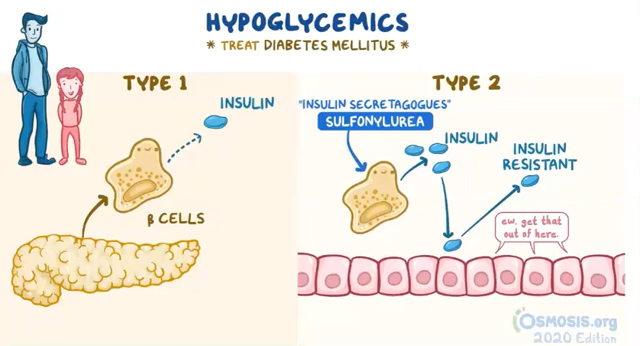 HYPOGLYCEMICS
* TREAT DIABETES MELLITUS *
TYPE 1
INSULIN
β CELLS
TYPE 2
"INSULIN SECRETAGOGUES"
SULFONYLUREA
INSULIN
INSULIN
RESISTANT
ew, get that
out of here.
OSMOSIS.org
2020 Edition